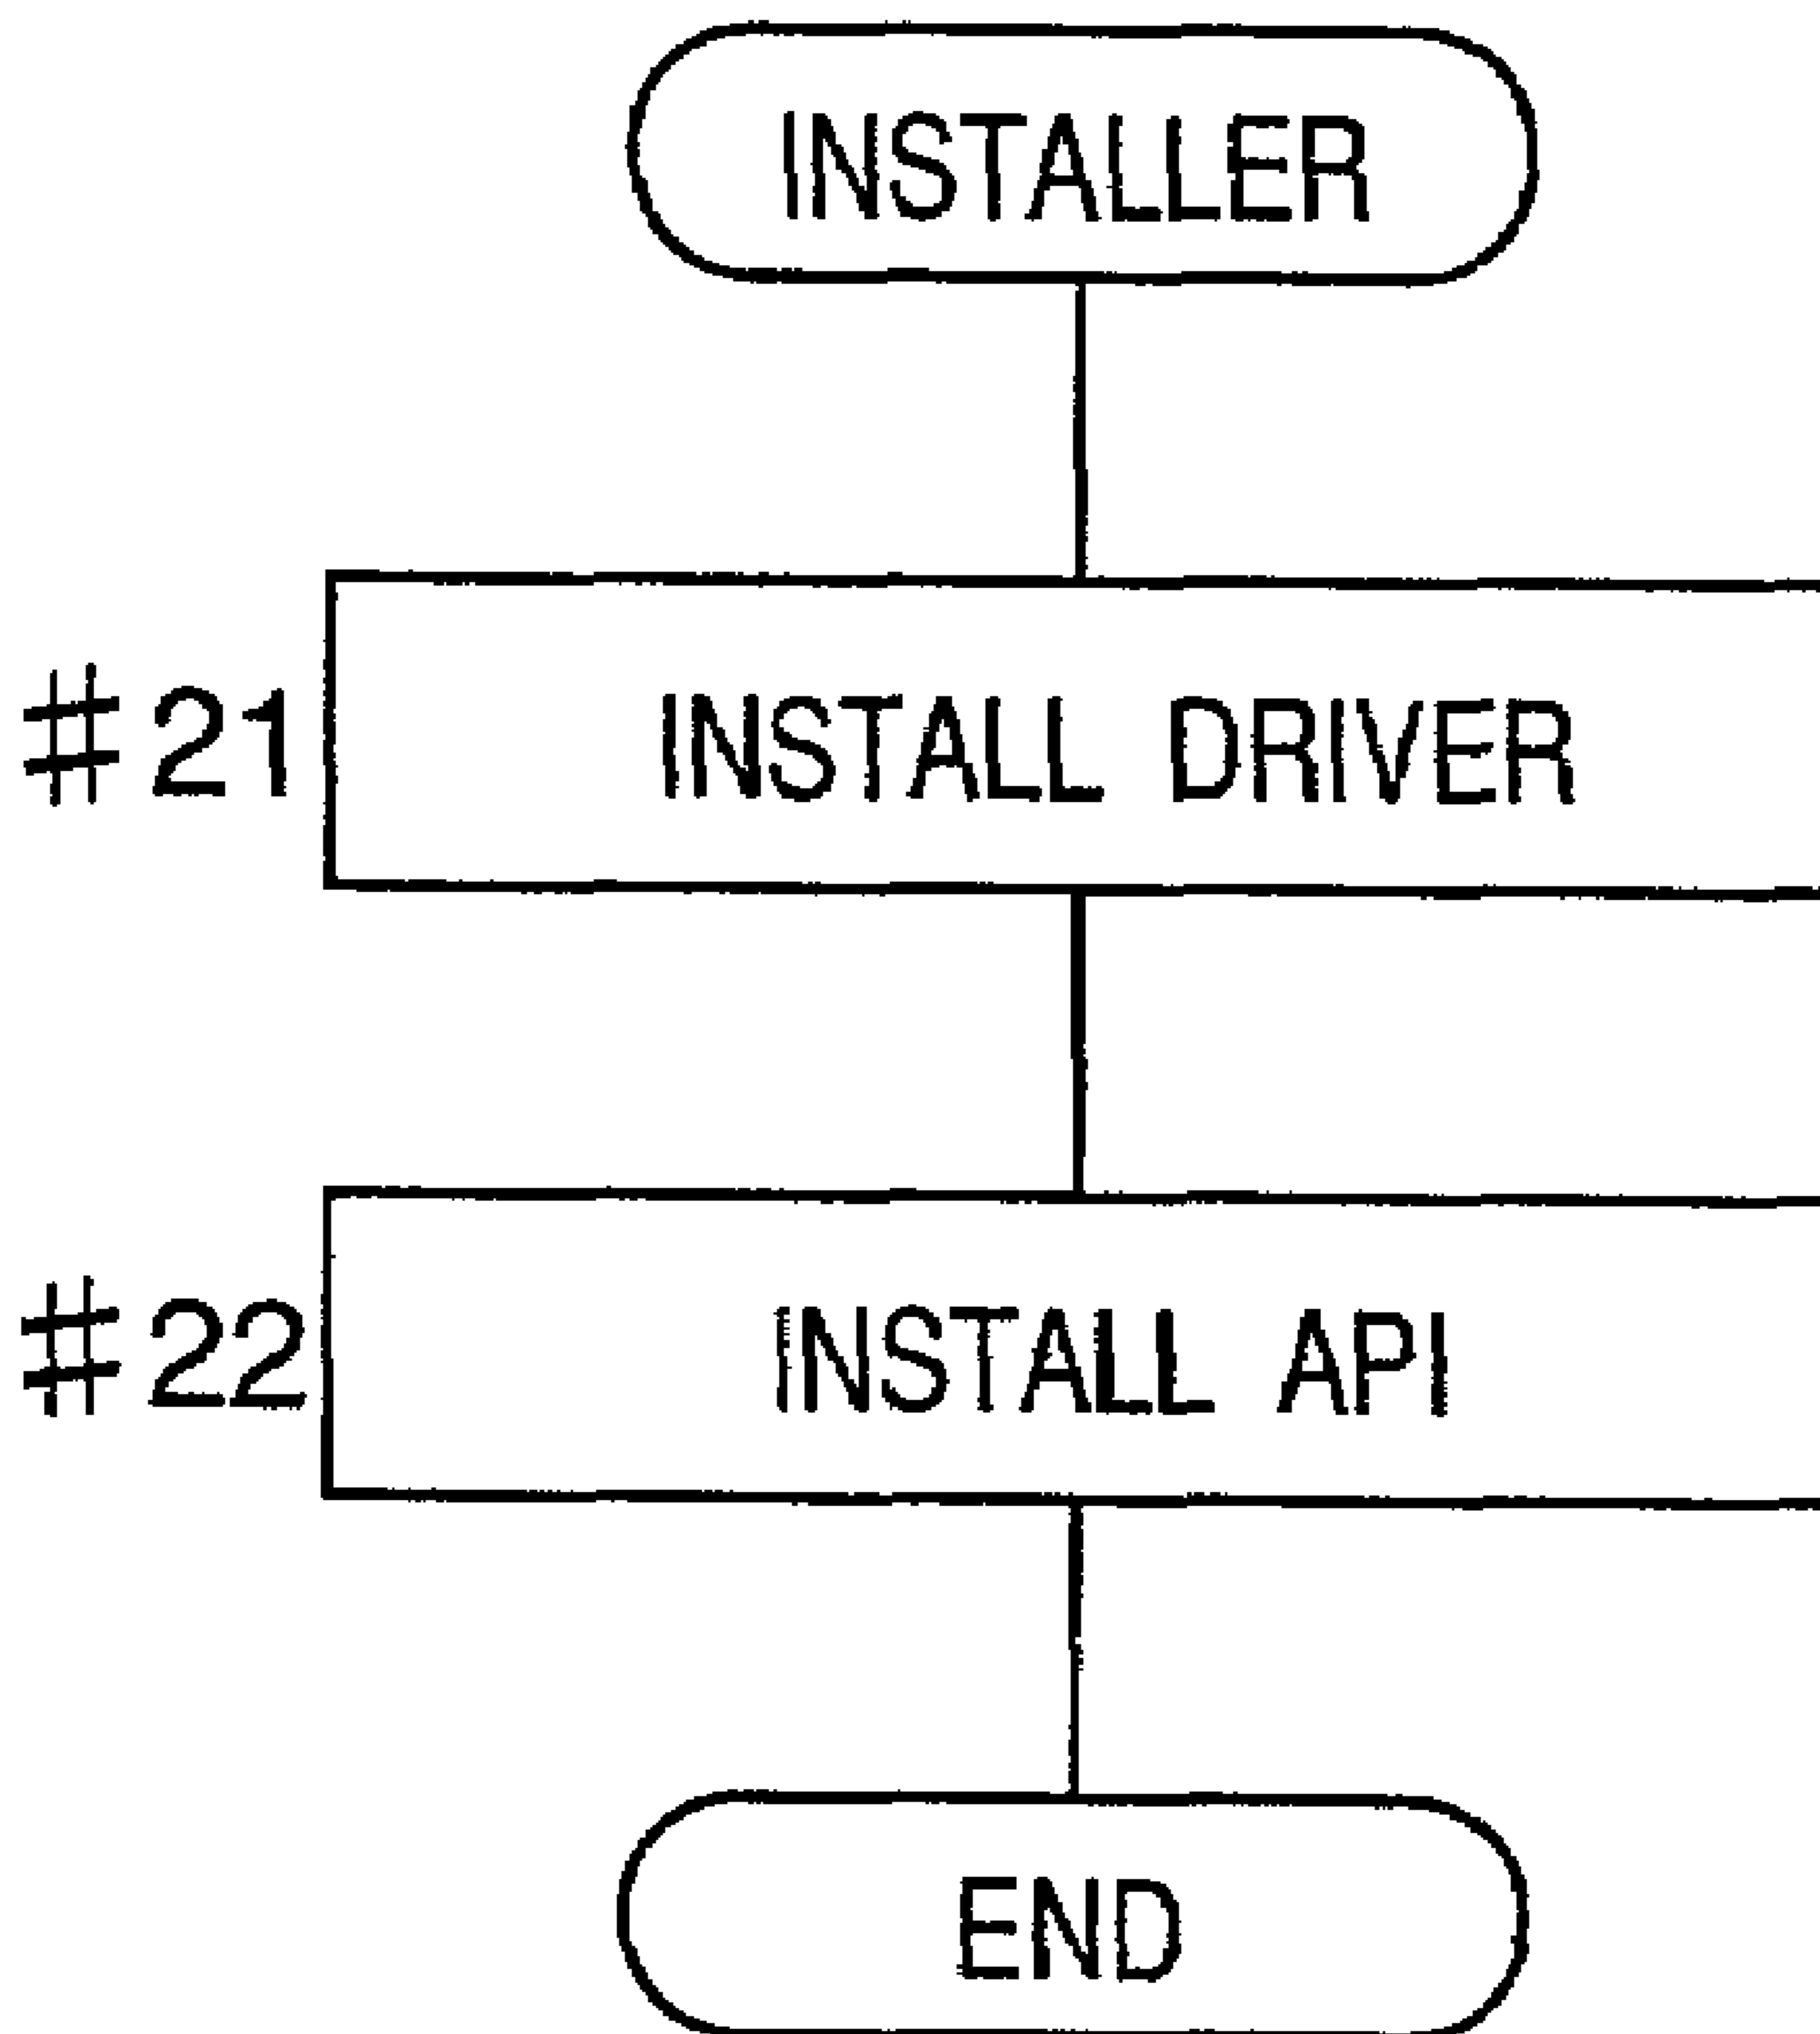 INSTALLER
#21 INSTALL DRIVER
#22 INSTALL API
END